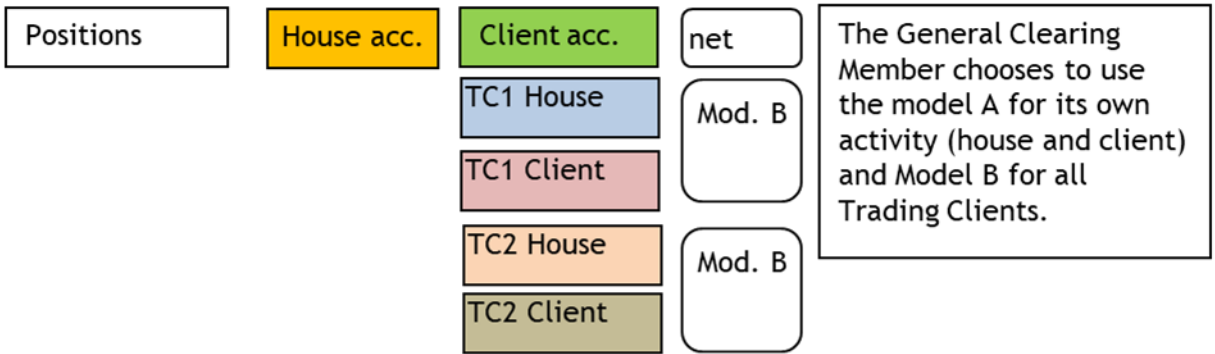 Positions
House acc.
Client acc.
net
TC1 House
Mod. B
TC1 Client
TC2 House
Mod. B
TC2 Client
The General Clearing
Member chooses to use
the model A for its own
activity (house and client)
and Model B for all
Trading Clients.